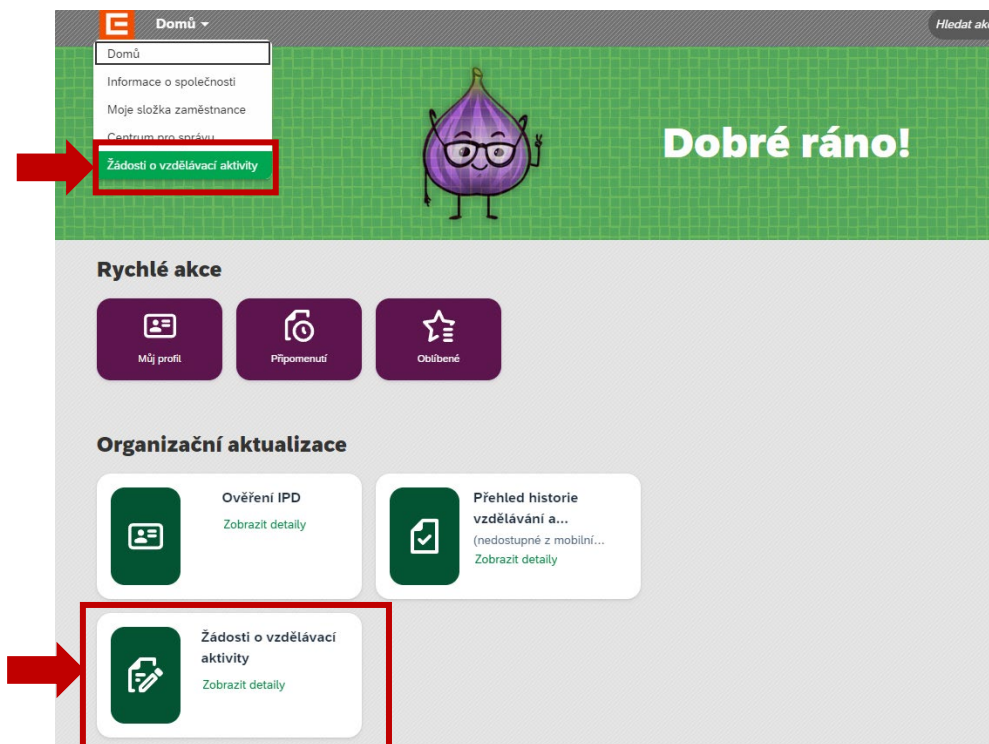 Domů
Hledat
Domů
Informace o společnosti
Moje složka zaměstnance
Centrum pro správu
Žádosti o vzdělávací aktivity
Dobré ráno!
Rychlé akce
Můj profil
Připomenutí
Oblíbené
Organizační aktualizace
Ověření IPD
Zobrazit detaily
Přehled historie
vzdělávání a...
(nedostupné z mobilní...
Zobrazit detaily
Žádosti o vzdělávací
aktivity
Zobrazit detaily